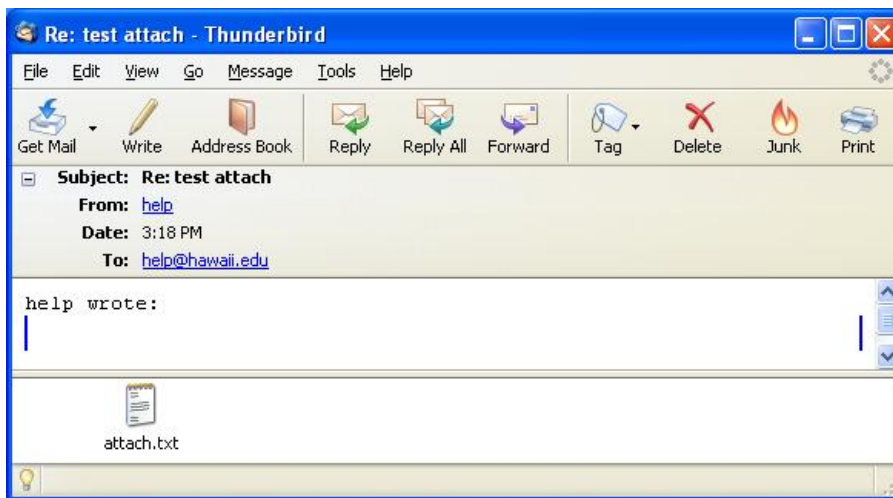 Re: test attach - Thunderbird
File Edit View Go Message Tools Help
Get Mail Write Address Book Reply Reply All Forward Tag Delete Junk Print
Subject: Re: test attach
From: help
Date: 3:18 PM
To: help@hawaii.edu
help wrote:
attach.txt